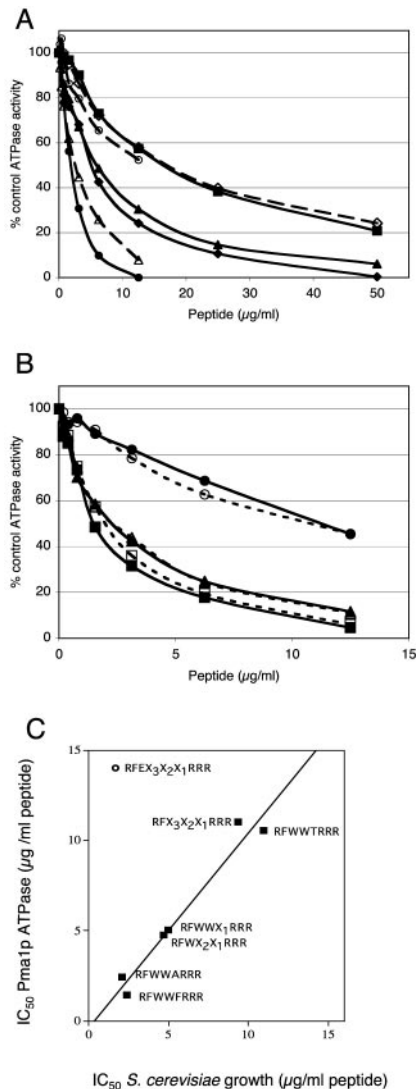 A
100
80
60
40
20
0
% control ATPase activity
0 10 20 30 40 50
Peptide (µg/ml)
B
100
80
60
40
20
0
% control ATPase activity
0 5 10 15
Peptide (µg/ml)
C
15
10
5
0
IC50 Pma1p ATPase (µg /ml peptide)
RFEX3X2X1RRR
RFX3X2X1RRR
RFWWTRRR
RFWWX1RRR
RFWX2X1RRR
RFWWARRR
RFWWFRRR
0 5 10 15
IC50 S. cerevisiae growth (µg/ml peptide)